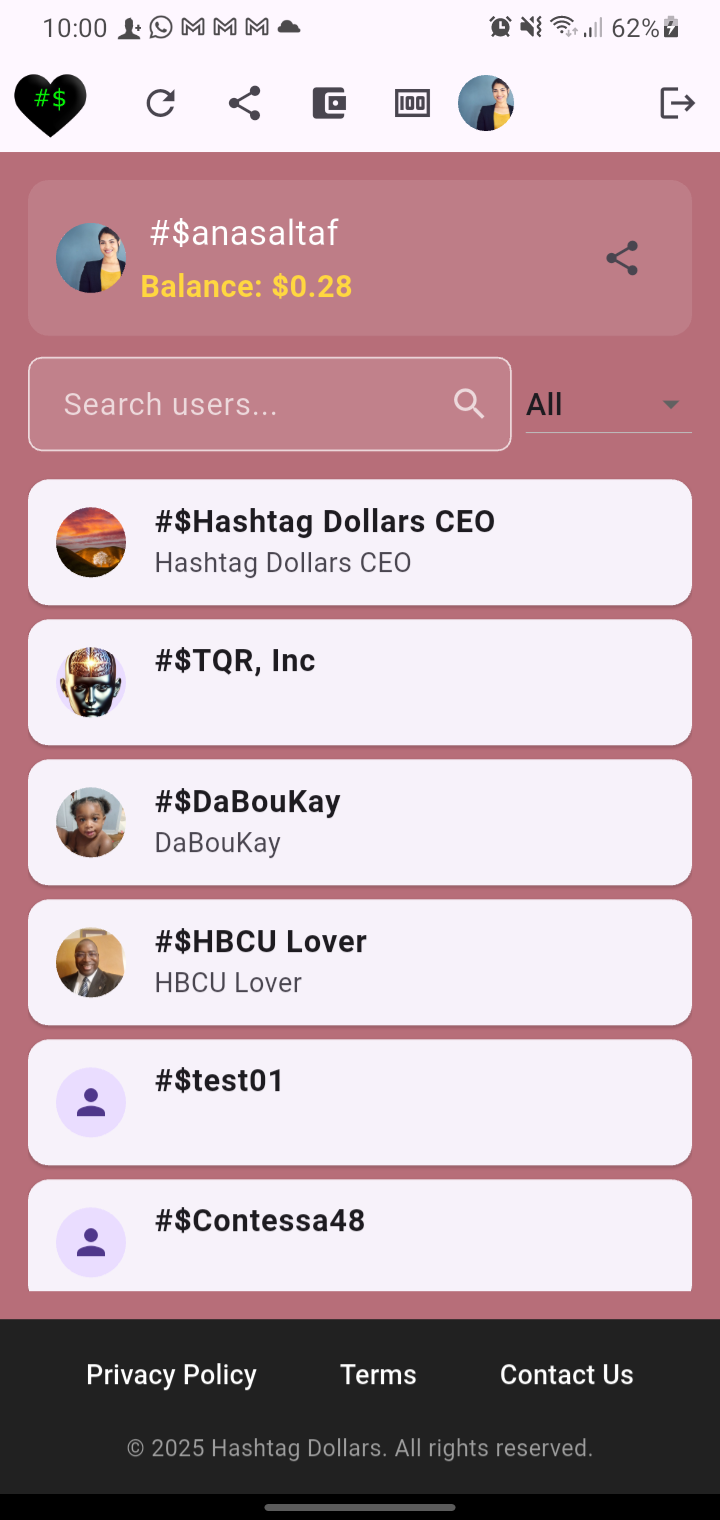 10:00
62%
#$
100
#$anasaltaf
Balance: $0.28
Search users...
All
#$Hashtag Dollars CEO
Hashtag Dollars CEO
#$TQR, Inc
#$DaBouKay
DaBouKay
#$HBCU Lover
HBCU Lover
#$test01
#$Contessa48
Privacy Policy Terms Contact Us
© 2025 Hashtag Dollars. All rights reserved.